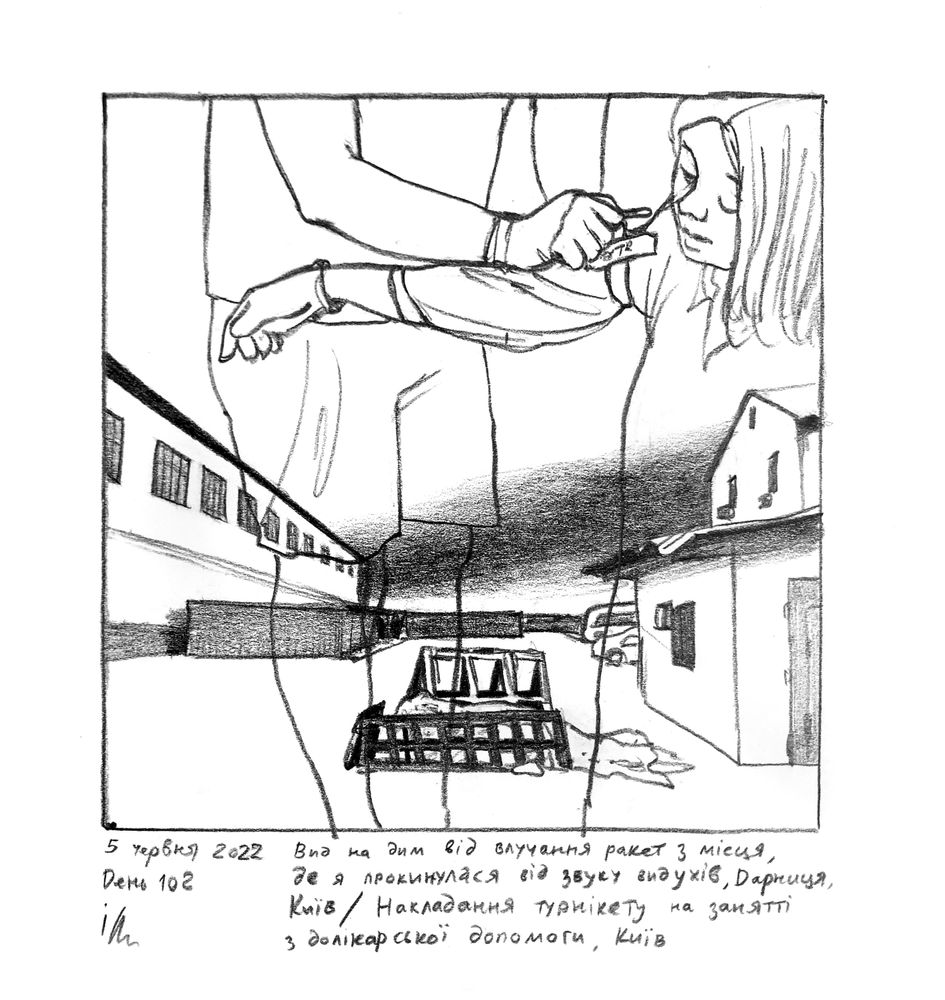 5 червня 2022
День 102
Вид на дим від влучання ракет з місця,
де я прокинулася від звуку вибухів, Дарниця,
Київ / Накладання турнікету на занятті
з долікарської допомоги, Київ